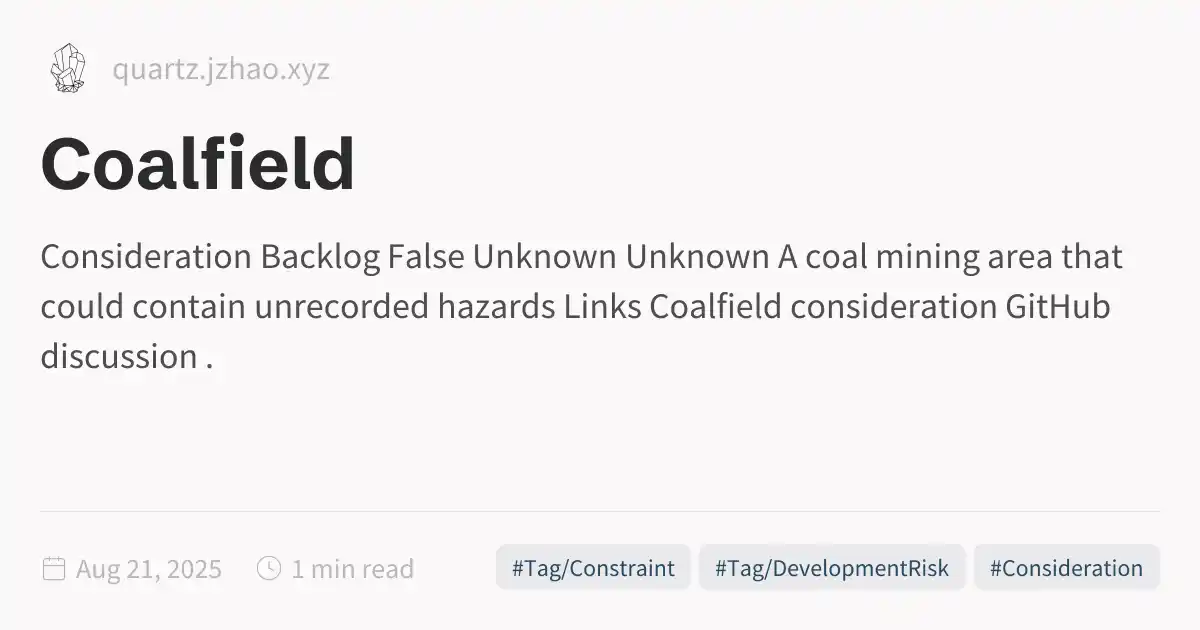 quartz.jzhao.xyz
Coalfield
Consideration Backlog False Unknown Unknown A coal mining area that
could contain unrecorded hazards Links Coalfield consideration GitHub
discussion .
Aug 21, 2025 1 min read #Tag/Constraint #Tag/DevelopmentRisk #Consideration